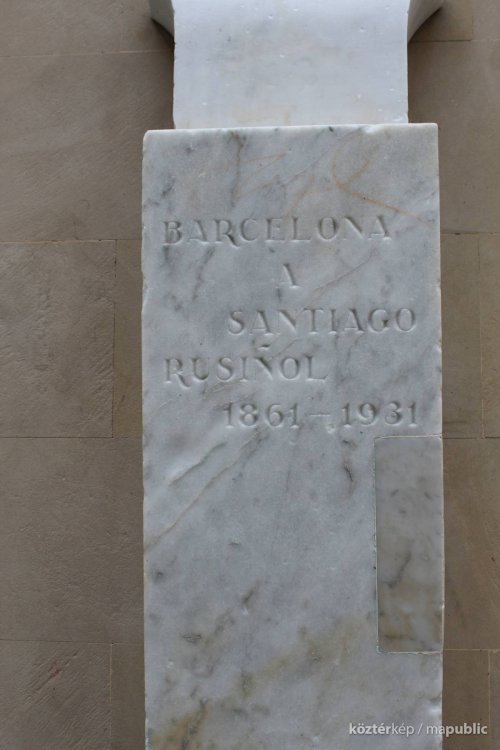 BARCELONA
A
SANTIAGO
RUSIÑOL
1861-1931
köztérkép / mapublic